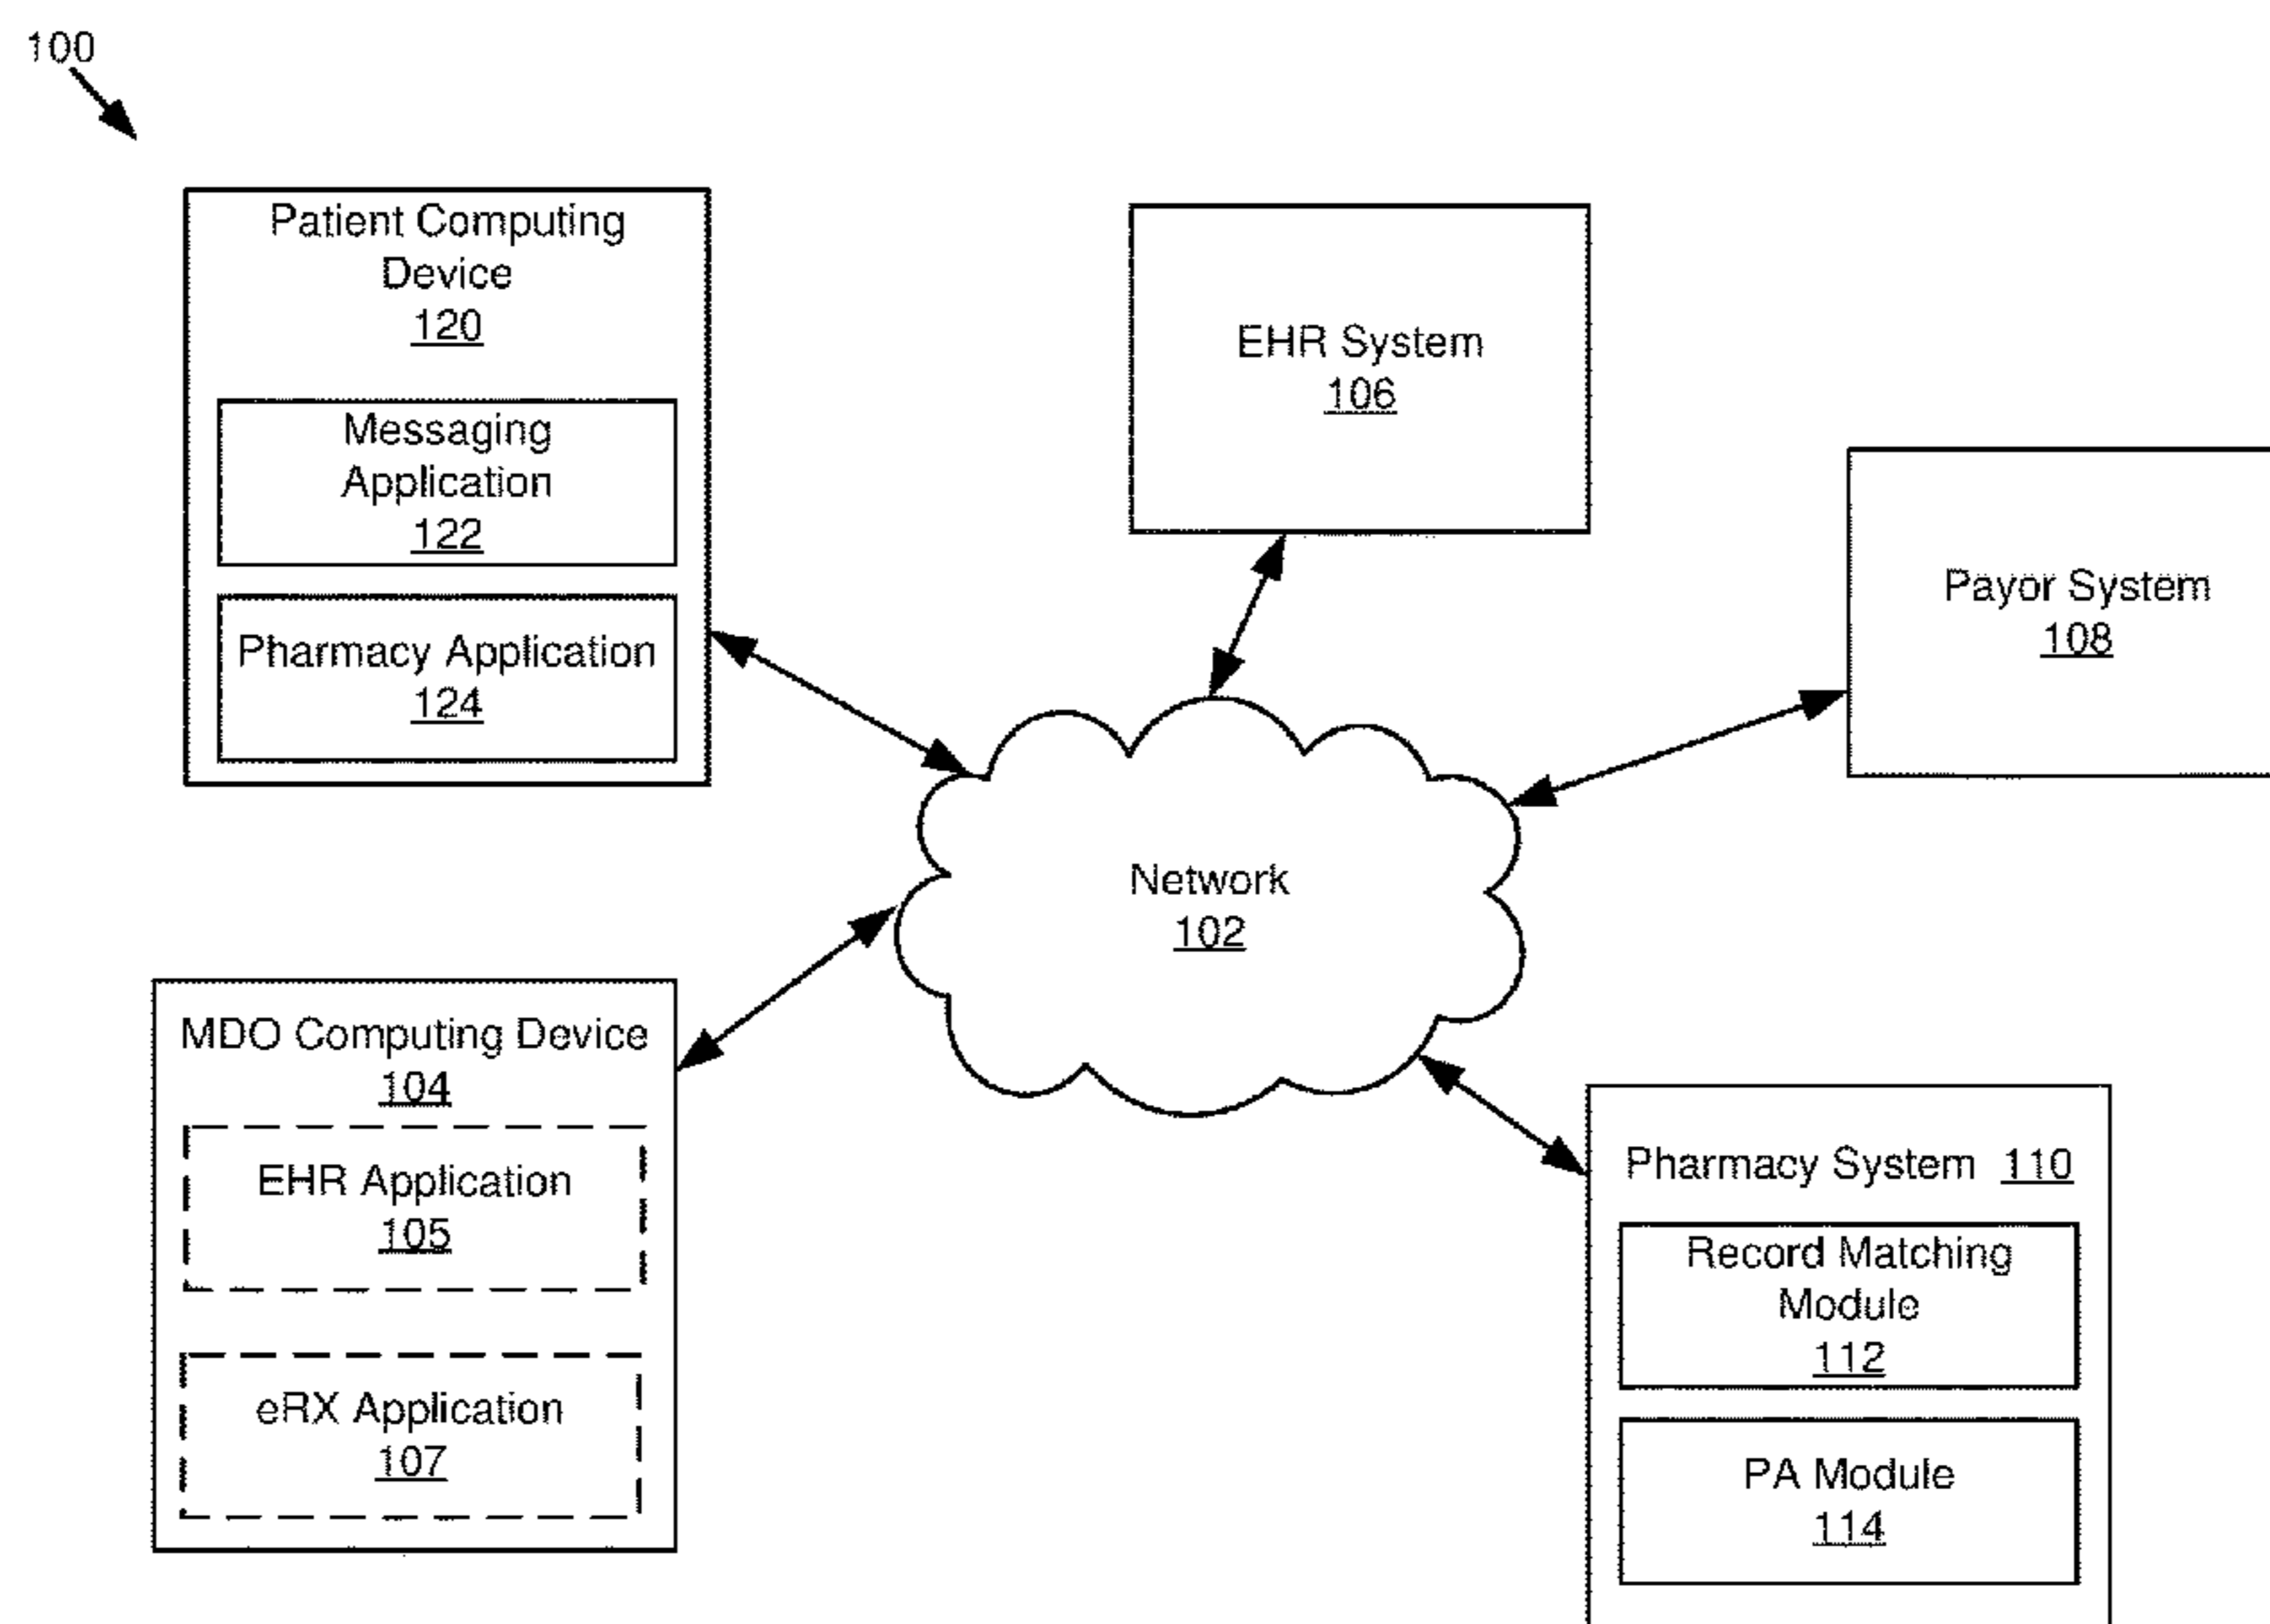 100
Patient Computing
Device
120
Messaging
Application
122
Pharmacy Application
124
EHR System
106
Payor System
108
Network
102
MDO Computing Device
104
EHR Application
105
eRX Application
107
Pharmacy System 110
Record Matching
Module
112
PA Module
114